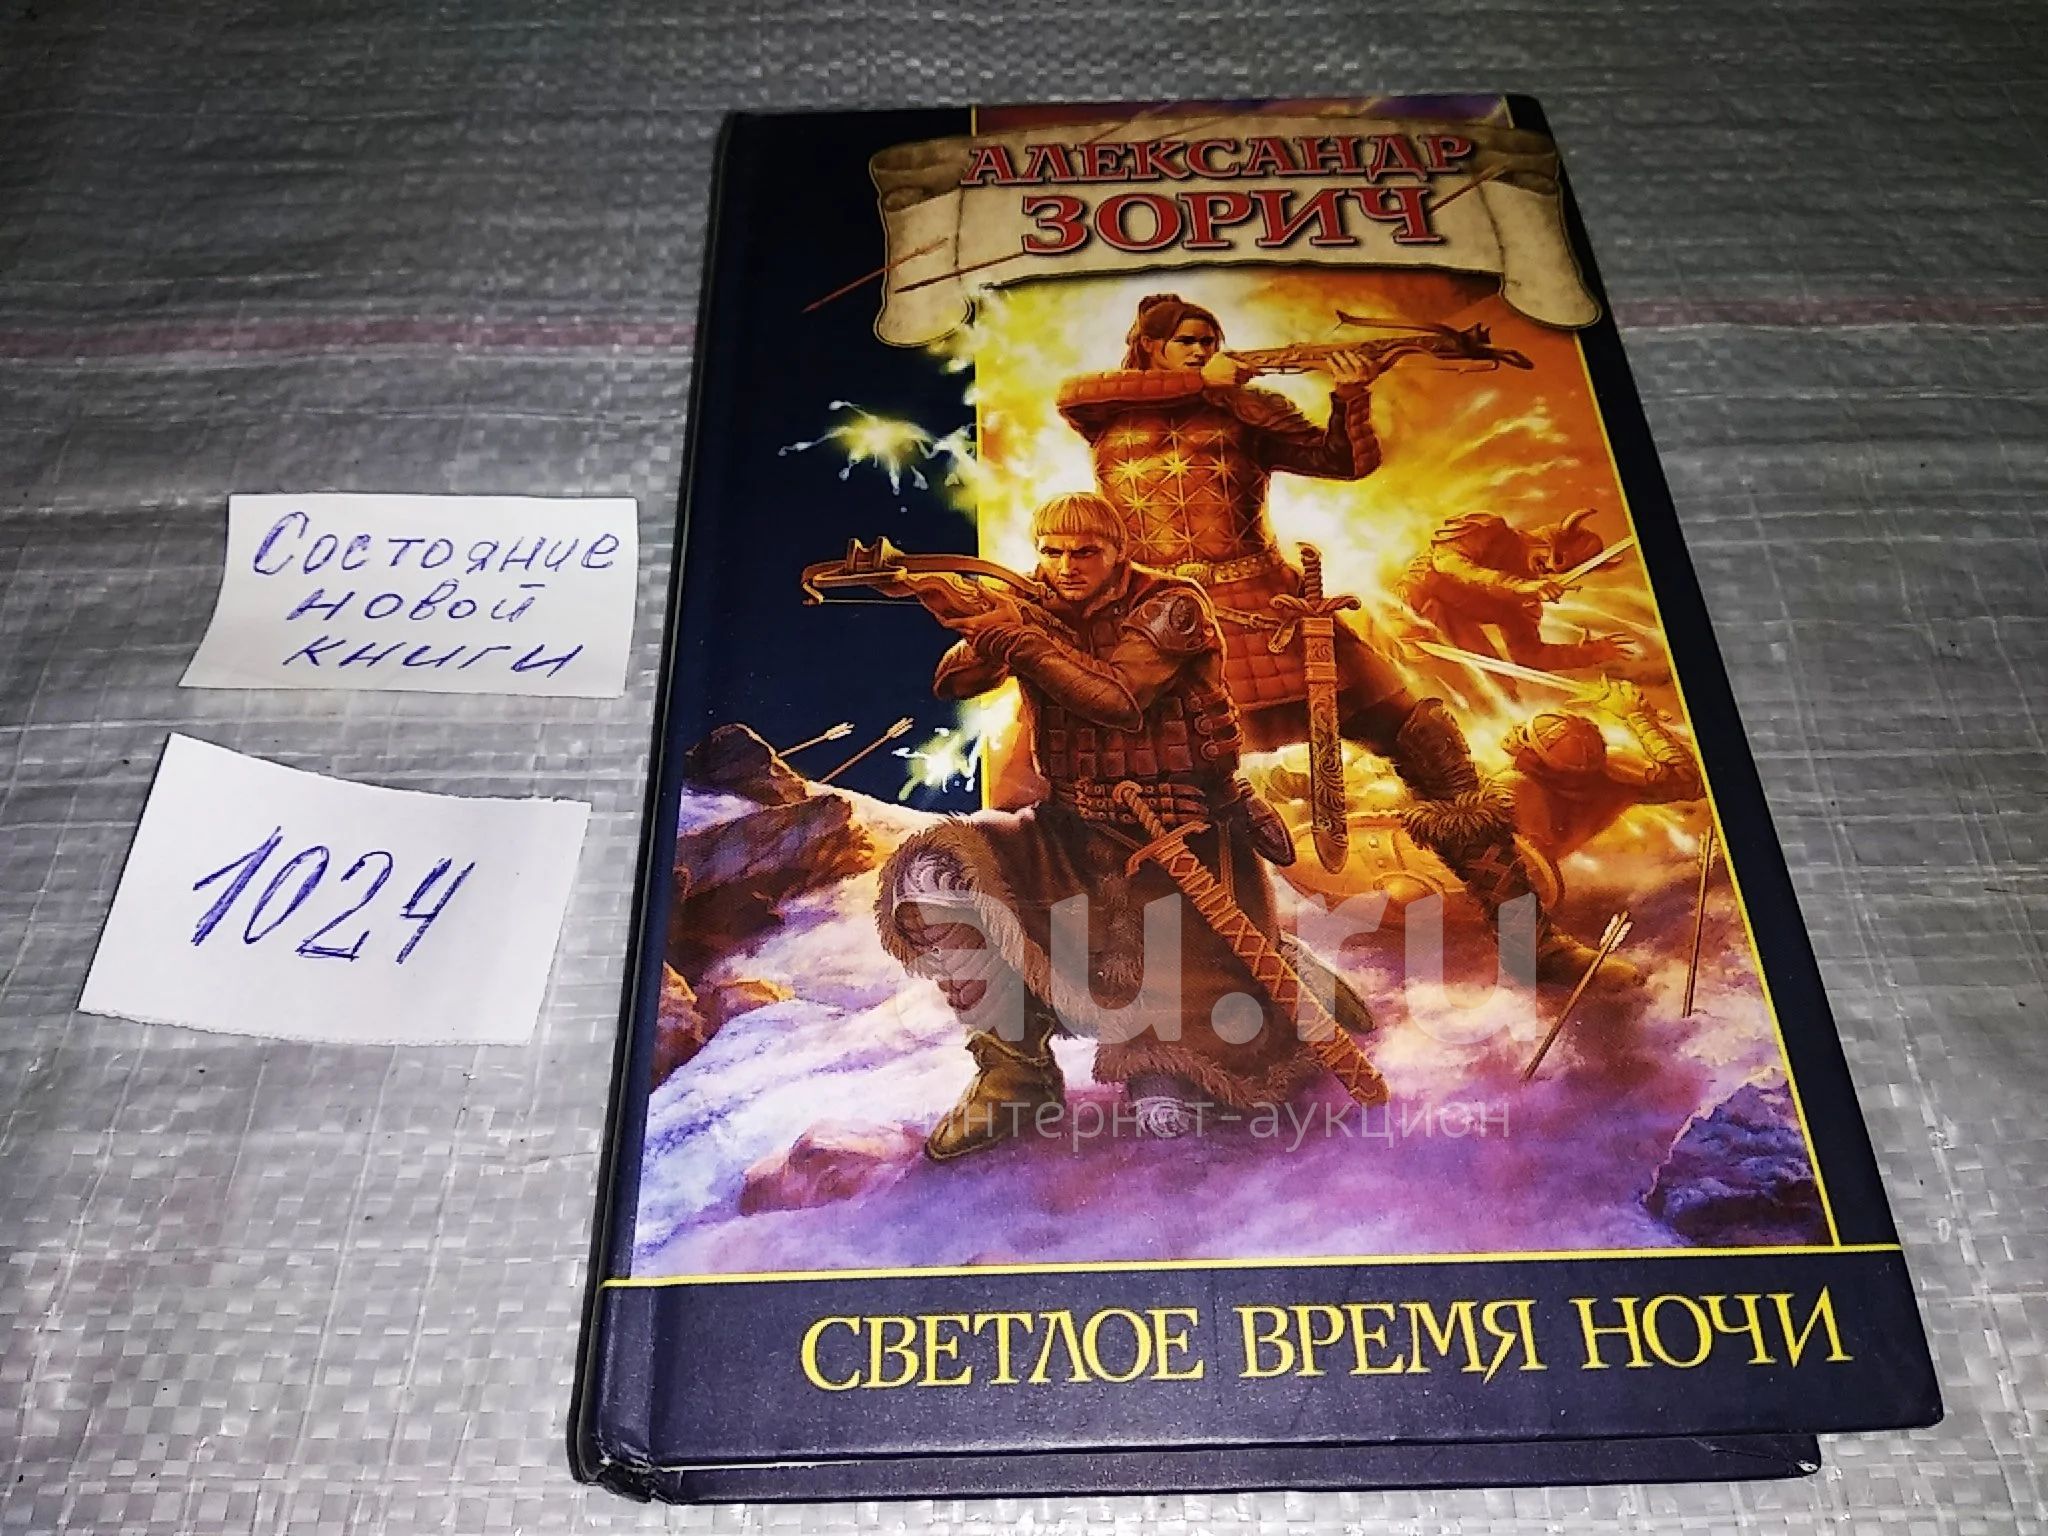 АЛЕКСАНДР
ЗОРИЧ
Состояние
новой
книги
1024
au.ru
интернет-аукцион
СВЕТЛОЕ ВРЕМЯ НОЧИ